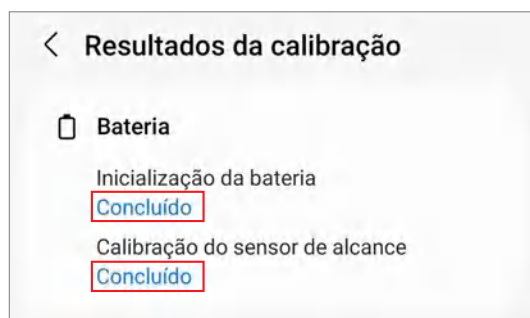 Resultados da calibração
Bateria
Inicialização da bateria
Concluído
Calibração do sensor de alcance
Concluído